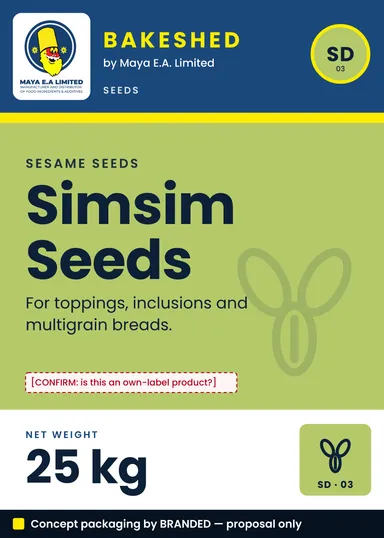 BAKESHED
by Maya E.A. Limited
SEEDS
MAYA E.A LIMITED
MANUFACTURER AND DISTRIBUTOR
OF FOOD INGREDIENTS & ADDITIVES
SD
03
SESAME SEEDS
Simsim
Seeds
For toppings, inclusions and
multigrain breads.
[CONFIRM: is this an own-label product?]
NET WEIGHT
25 kg
SD · 03
Concept packaging by BRANDED — proposal only